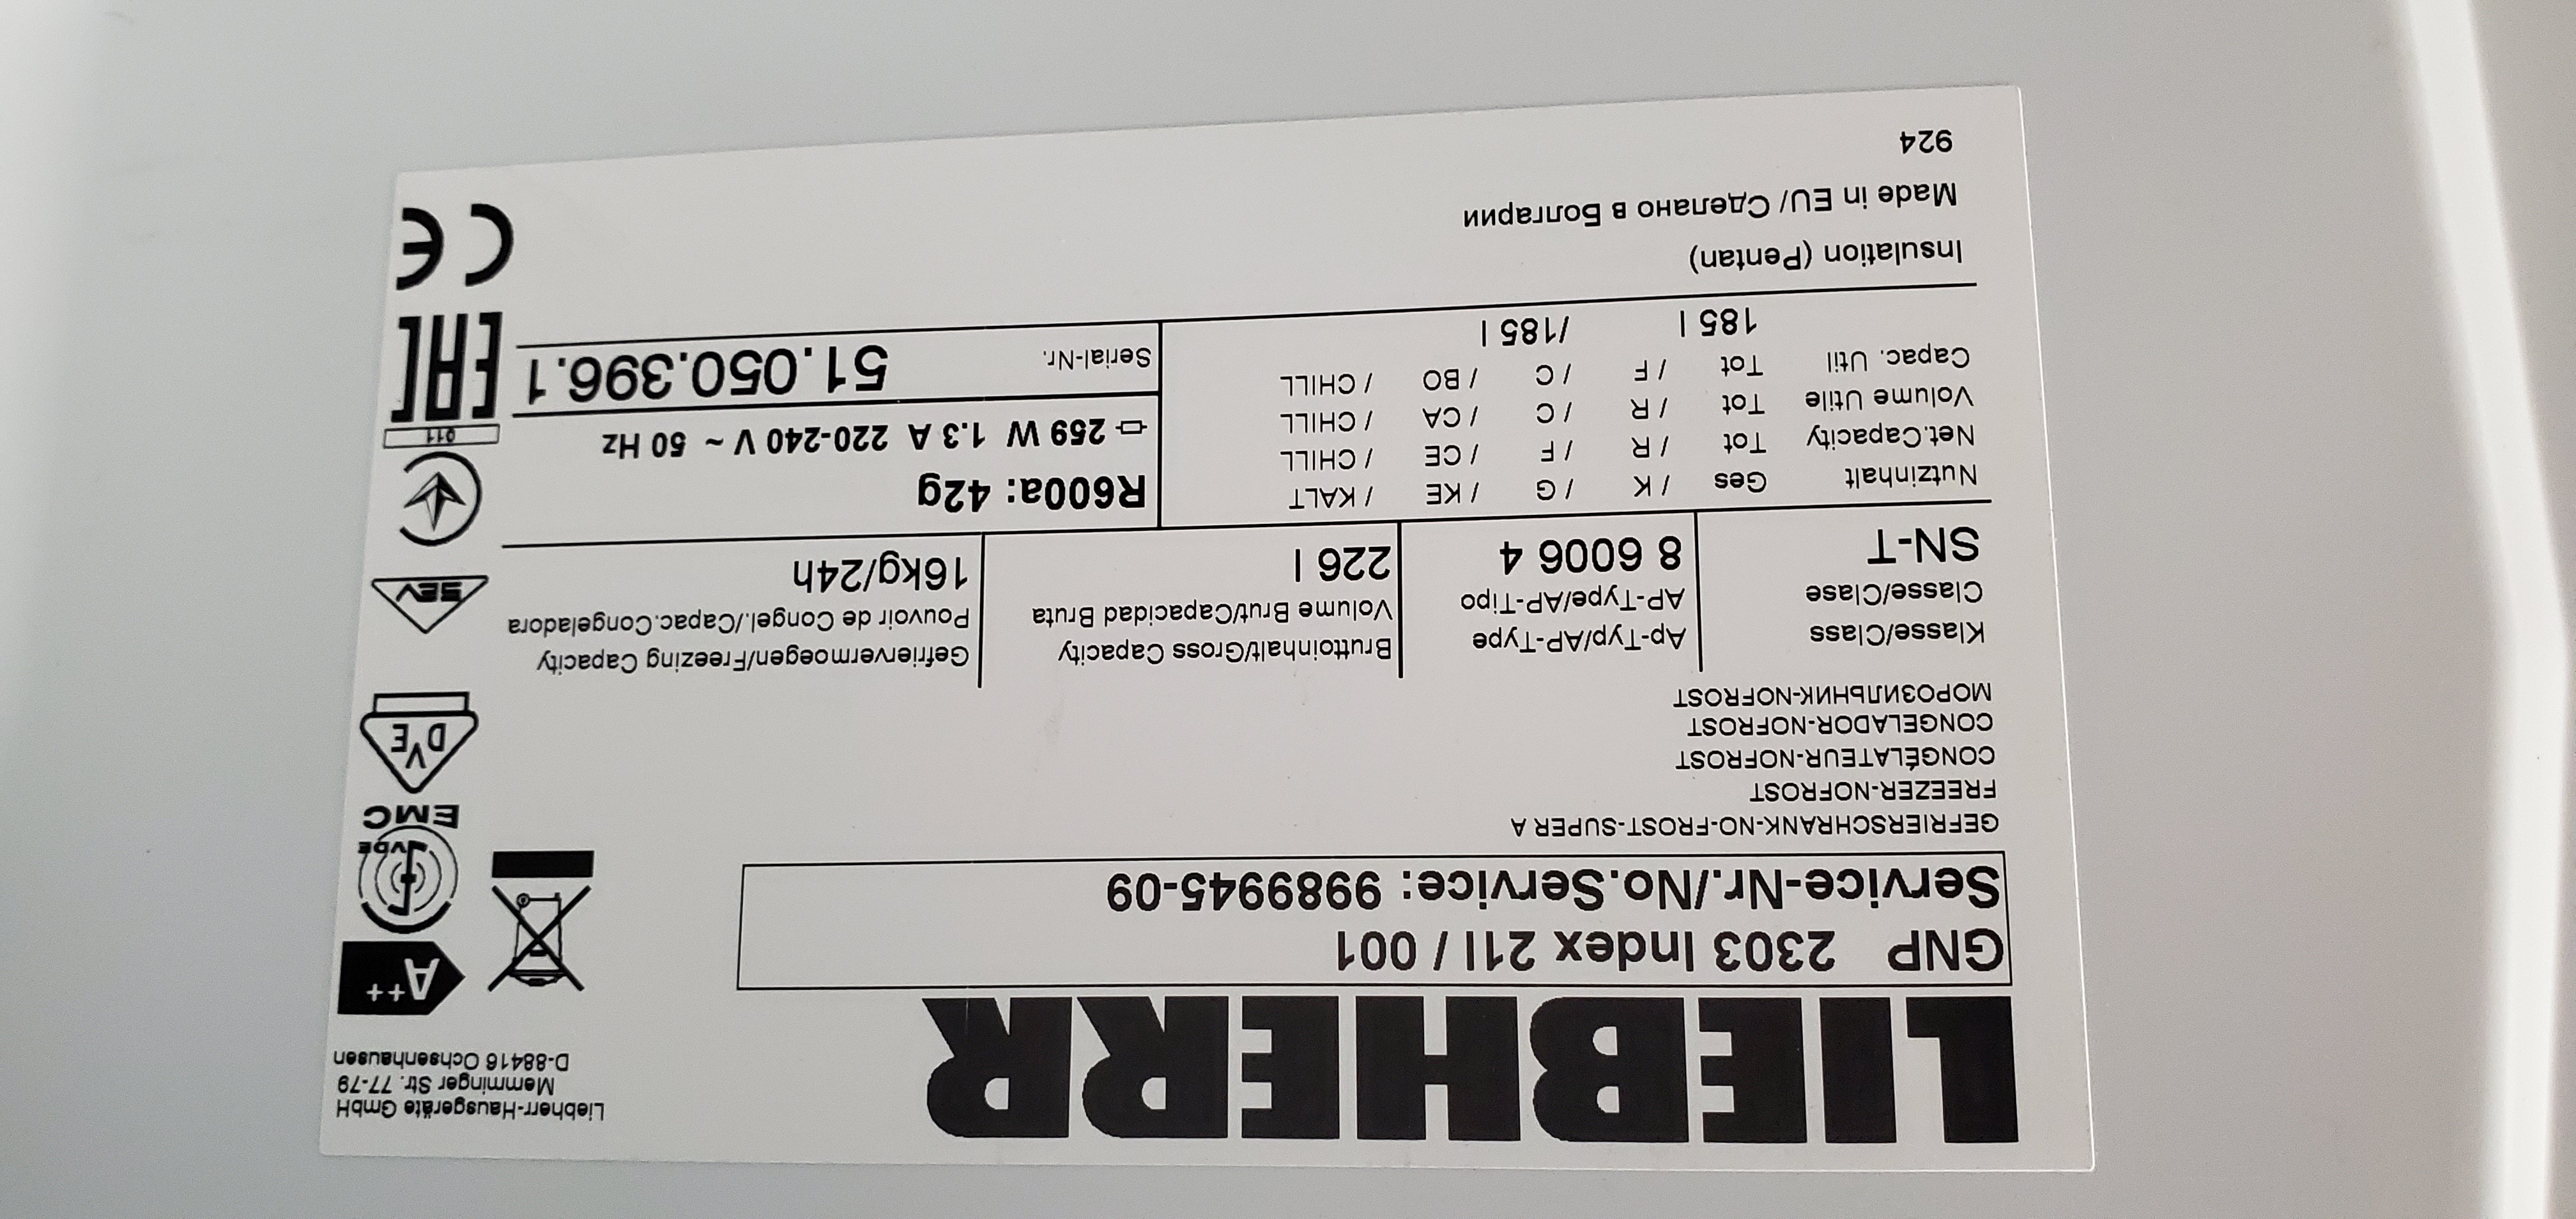 LIEBHERR
Liebherr-Hausgeräte GmbH
Memminger Str. 77-79
D-88416 Ochsenhausen
GNP 2303 Index 21I / 001
Service-Nr./No.Service: 9989945-09
A++
VDE
EMC
GEFRIERSCHRANK-NO-FROST-SUPER A
FREEZER-NOFROST
CONGÉLATEUR-NOFROST
CONGELADOR-NOFROST
МОРОЗИЛЬНИК-NOFROST
DVE
Klasse/Class
Classe/Clase
SN-T
Ap-Typ/AP-Type
AP-Type/AP-Tipo
8 6006 4
Bruttoinhalt/Gross Capacity
Volume Brut/Capacidad Bruta
226 l
Gefriervermoegen/Freezing Capacity
Pouvoir de Congel./Capac.Congeladora
16kg/24h
SEV
Nutzinhalt Ges / K / G / KE / KALT
Net.Capacity Tot / R / F / CE / CHILL
Volume Utile Tot / R / C / CA / CHILL
Capac. Util Tot / F / C / BO / CHILL
185 l /185 l
R600a: 42g
259 W 1.3 A 220-240 V ~ 50 Hz
011
Serial-Nr. 51.050.396.1
EAC
Insulation (Pentan)
Made in EU/ Сделано в Болгарии
924
CE